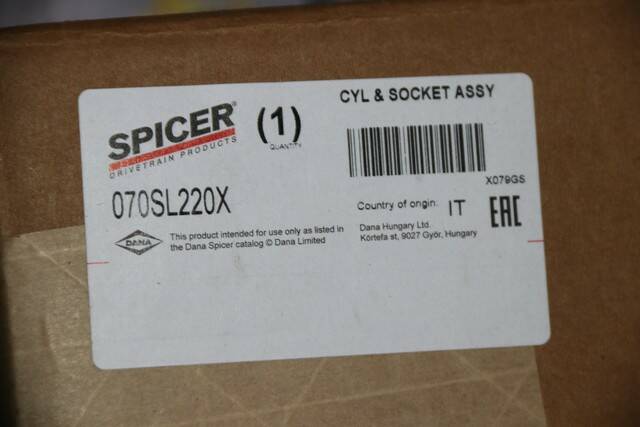 CYL & SOCKET ASSY
SPICER®
DRIVETRAIN PRODUCTS
(1)
QUANTITY
X079GS
070SL220X
Country of origin: IT
EAC
DANA
This product intended for use only as listed in
the Dana Spicer catalog © Dana Limited
Dana Hungary Ltd.
Körtefa st, 9027 Győr, Hungary